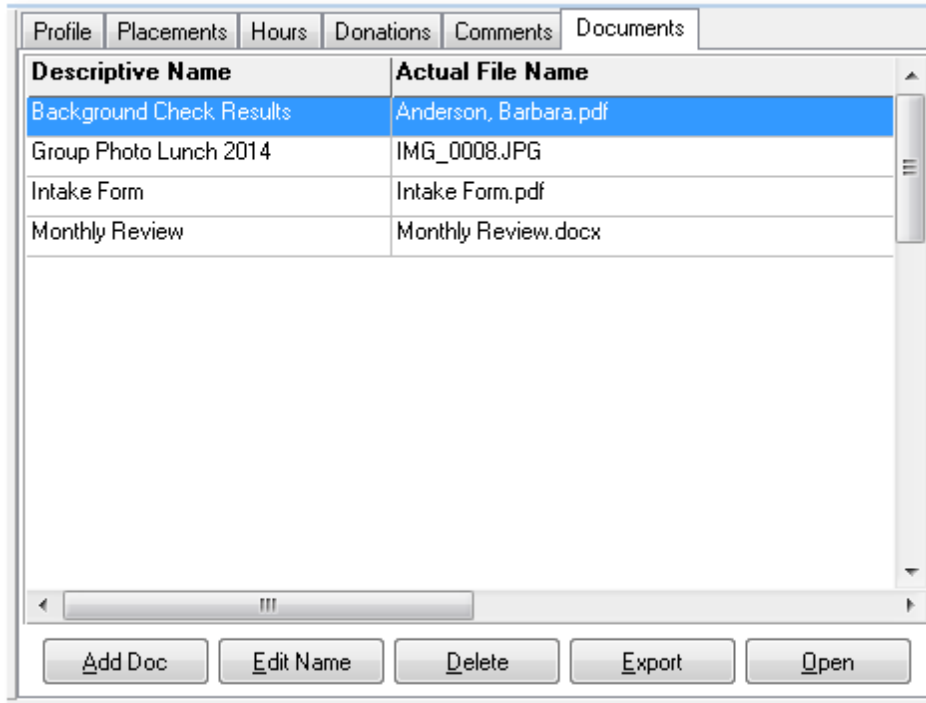 Profile Placements Hours Donations Comments Documents
Descriptive Name Actual File Name
Background Check Results Anderson, Barbara.pdf
Group Photo Lunch 2014 IMG_0008.JPG
Intake Form Intake Form.pdf
Monthly Review Monthly Review.docx
Add Doc Edit Name Delete Export Open